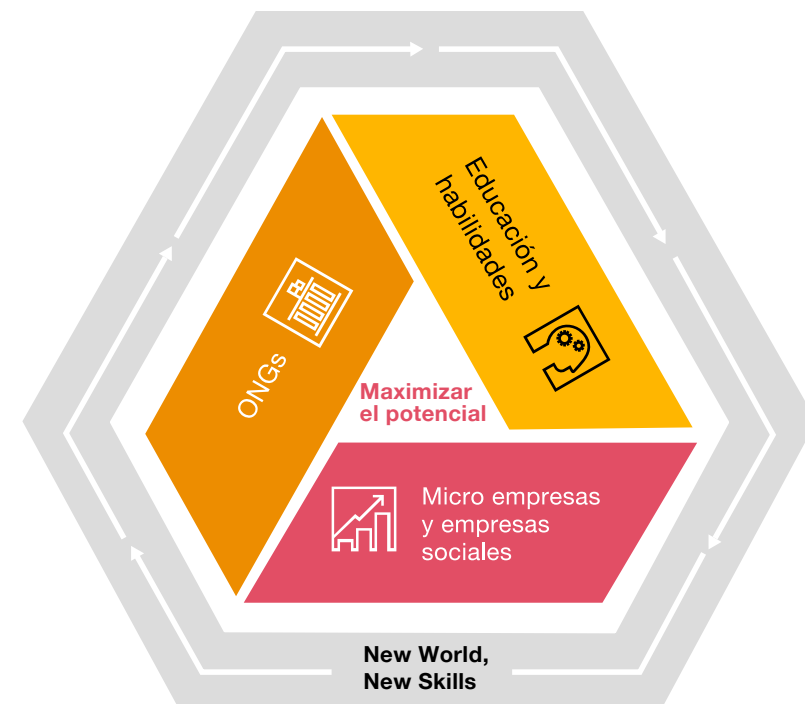 Educación y
habilidades
ONGs
Maximizar
el potencial
Micro empresas
y empresas
sociales
New World,
New Skills